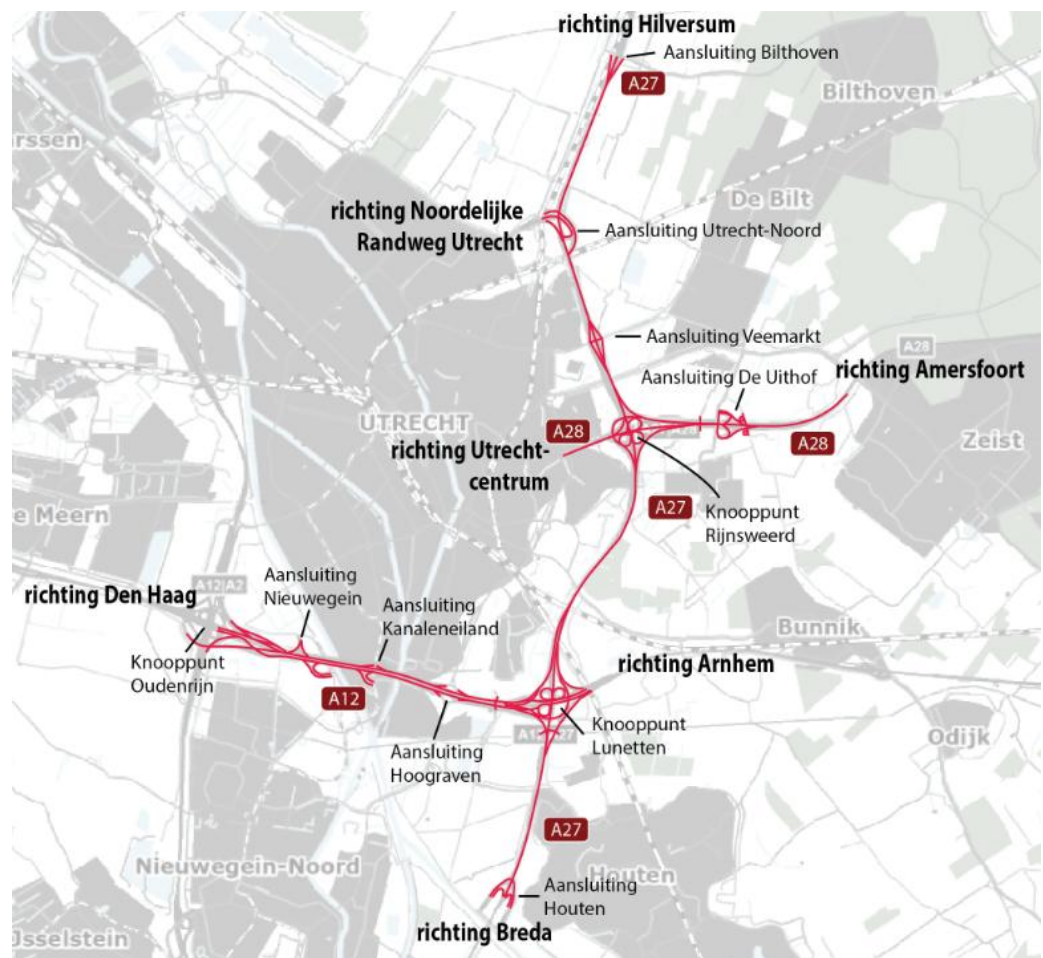 richting Hilversum
Aansluiting Bilthoven
A27
Bilthoven
arssen
De Bilt
richting Noordelijke
Randweg Utrecht
Aansluiting Utrecht-Noord
Aansluiting Veemarkt
A28
Aansluiting De Uithof
richting Amersfoort
UTRECHT
A28
richting Utrecht-
centrum
A28
Zeist
A27
Knooppunt
Rijnsweerd
e Meern
A12 A2
Aansluiting
Nieuwegein
richting Den Haag
Aansluiting
Kanaleneiland
Bunnik
Knooppunt
Oudenrijn
richting Arnhem
A12
Knooppunt
Lunetten
Odijk
Aansluiting
Hoograven
A27
Nieuwegein-Noord
Houten
Aansluiting
Houten
richting Breda
Jsselstein